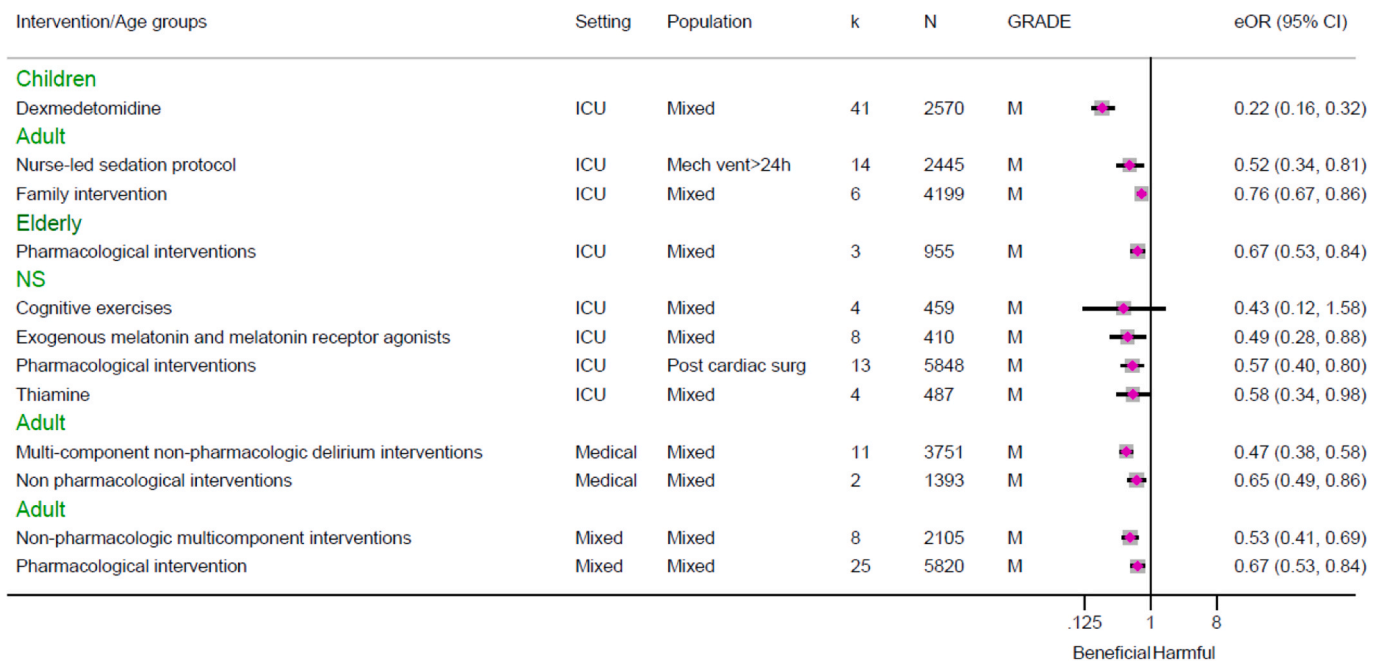 Intervention/Age groups Setting Population k N GRADE eOR (95% CI)
Children
Dexmedetomidine ICU Mixed 41 2570 M 0.22 (0.16, 0.32)
Adult
Nurse-led sedation protocol ICU Mech vent>24h 14 2445 M 0.52 (0.34, 0.81)
Family intervention ICU Mixed 6 4199 M 0.76 (0.67, 0.86)
Elderly
Pharmacological interventions ICU Mixed 3 955 M 0.67 (0.53, 0.84)
NS
Cognitive exercises ICU Mixed 4 459 M 0.43 (0.12, 1.58)
Exogenous melatonin and melatonin receptor agonists ICU Mixed 8 410 M 0.49 (0.28, 0.88)
Pharmacological interventions ICU Post cardiac surg 13 5848 M 0.57 (0.40, 0.80)
Thiamine ICU Mixed 4 487 M 0.58 (0.34, 0.98)
Adult
Multi-component non-pharmacologic delirium interventions Medical Mixed 11 3751 M 0.47 (0.38, 0.58)
Non pharmacological interventions Medical Mixed 2 1393 M 0.65 (0.49, 0.86)
Adult
Non-pharmacologic multicomponent interventions Mixed Mixed 8 2105 M 0.53 (0.41, 0.69)
Pharmacological intervention Mixed Mixed 25 5820 M 0.67 (0.53, 0.84)
.125 1 8
Beneficial Harmful